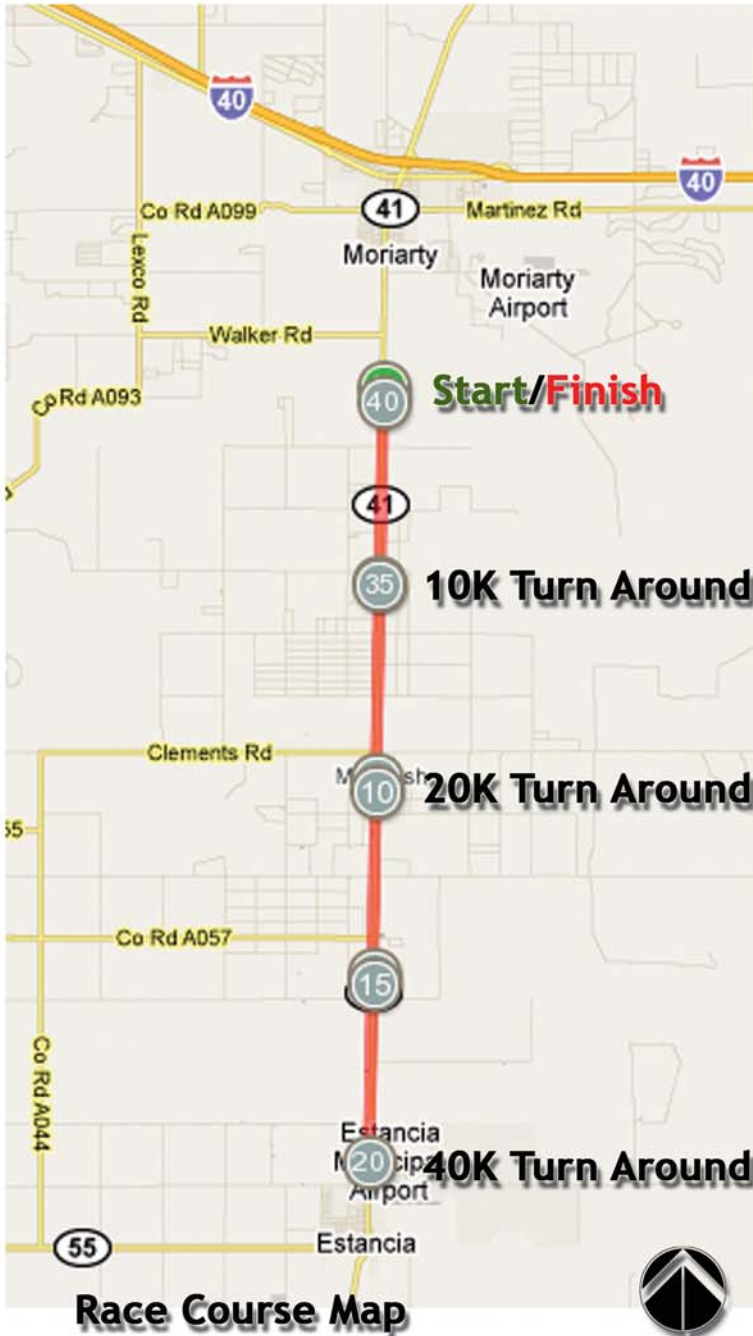 40
40
Co Rd A099
41
Martinez Rd
Moriarty
Moriarty
Airport
Lexco Rd
Walker Rd
Co Rd A093
40
Start/Finish
41
35
10K Turn Around
Clements Rd
10
20K Turn Around
55
Co Rd A057
15
Co Rd A044
Estancia
20
40K Turn Around
Airport
55
Estancia
Race Course Map